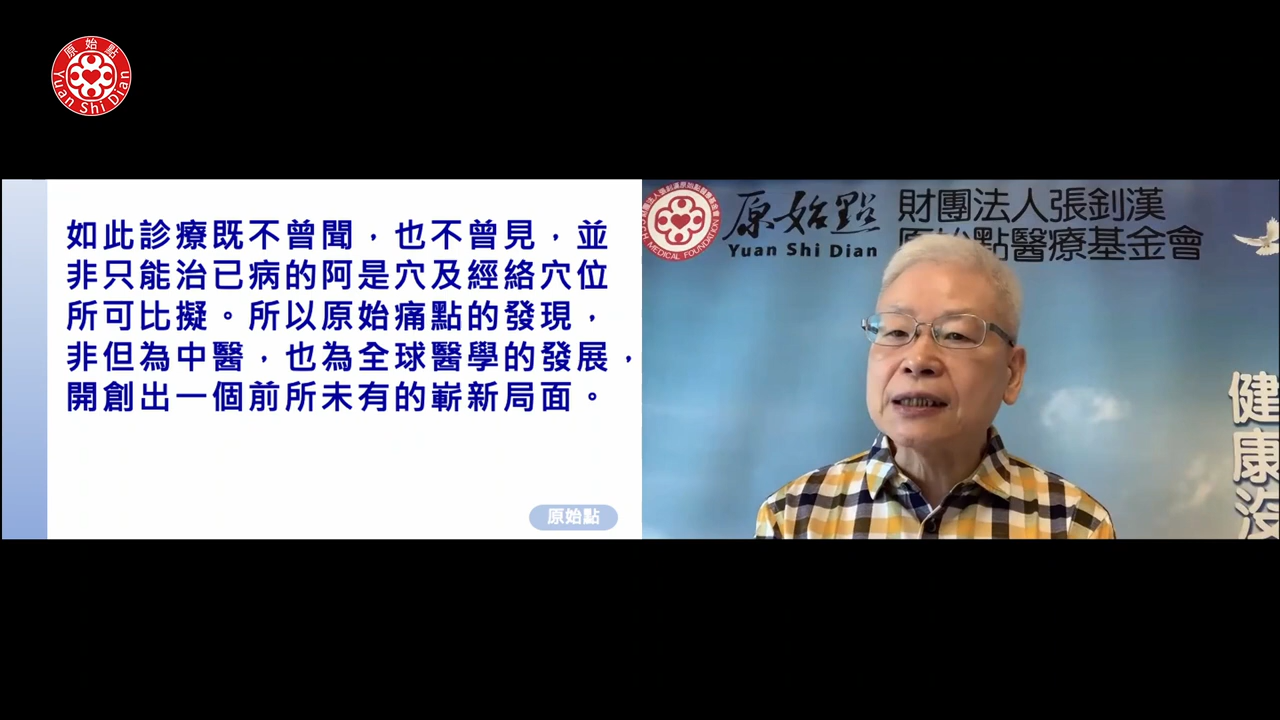 原始點
Yuan Shi Dian
如此診療既不曾聞，也不曾見，並
非只能治已病的阿是穴及經絡穴位
所可比擬。所以原始痛點的發現，
非但為中醫，也為全球醫學的發展，
開創出一個前所未有的嶄新局面。
原始點
原始點
Yuan Shi Dian
財團法人張釗漢
原始點醫療基金會
健康沒